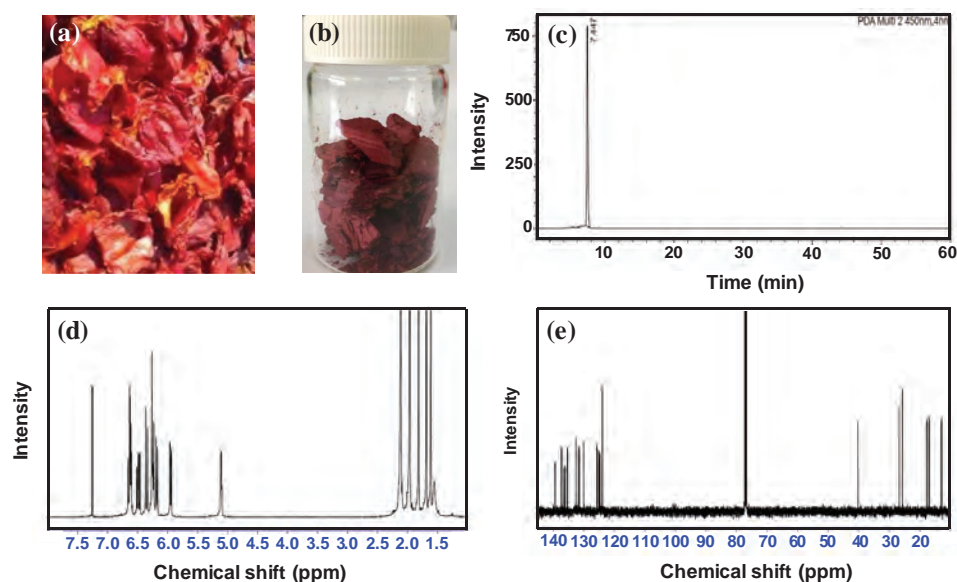 (a)
(b)
(c)
PDA Multi 2 450nm,4nm
7.447
750
500
250
0
Intensity
10 20 30 40 50 60
Time (min)
(d)
Intensity
7.5 7.0 6.5 6.0 5.5 5.0 4.5 4.0 3.5 3.0 2.5 2.0 1.5
Chemical shift (ppm)
(e)
Intensity
140 130 120 110 100 90 80 70 60 50 40 30 20
Chemical shift (ppm)